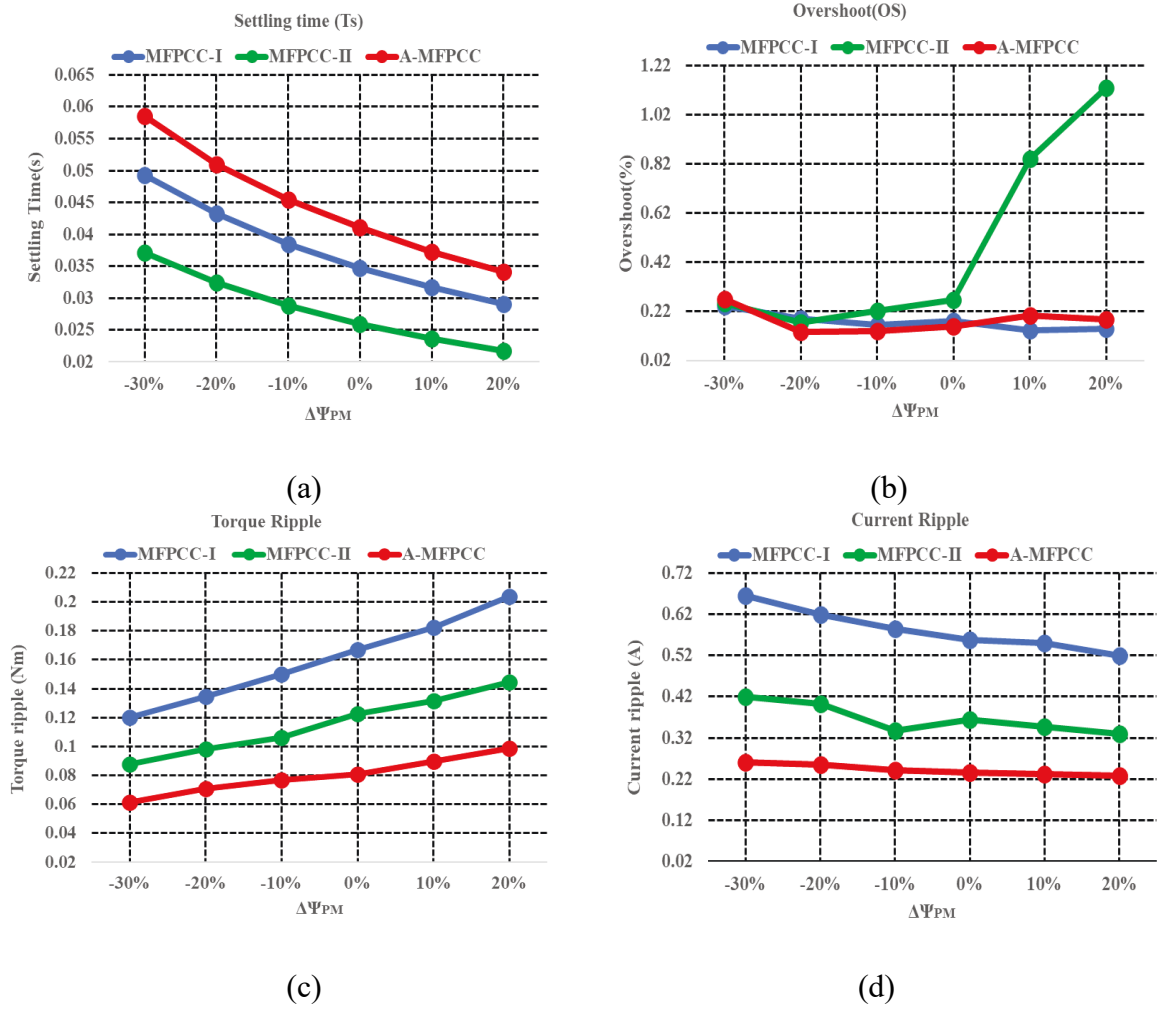 Settling time (Ts)
MFPCC-I MFPCC-II A-MFPCC
0.065
0.06
0.055
0.05
0.045
0.04
0.035
0.03
0.025
0.02
Settling Time(s)
-30% -20% -10% 0% 10% 20%
ΔΨPM
(a)
Overshoot(OS)
MFPCC-I MFPCC-II A-MFPCC
1.22
1.02
0.82
0.62
0.42
0.22
0.02
Overshoot(%)
-30% -20% -10% 0% 10% 20%
ΔΨPM
(b)
Torque Ripple
MFPCC-I MFPCC-II A-MFPCC
0.22
0.2
0.18
0.16
0.14
0.12
0.1
0.08
0.06
0.04
0.02
Torque ripple (Nm)
-30% -20% -10% 0% 10% 20%
ΔΨPM
(c)
Current Ripple
MFPCC-I MFPCC-II A-MFPCC
0.72
0.62
0.52
0.42
0.32
0.22
0.12
0.02
Current ripple (A)
-30% -20% -10% 0% 10% 20%
ΔΨPM
(d)